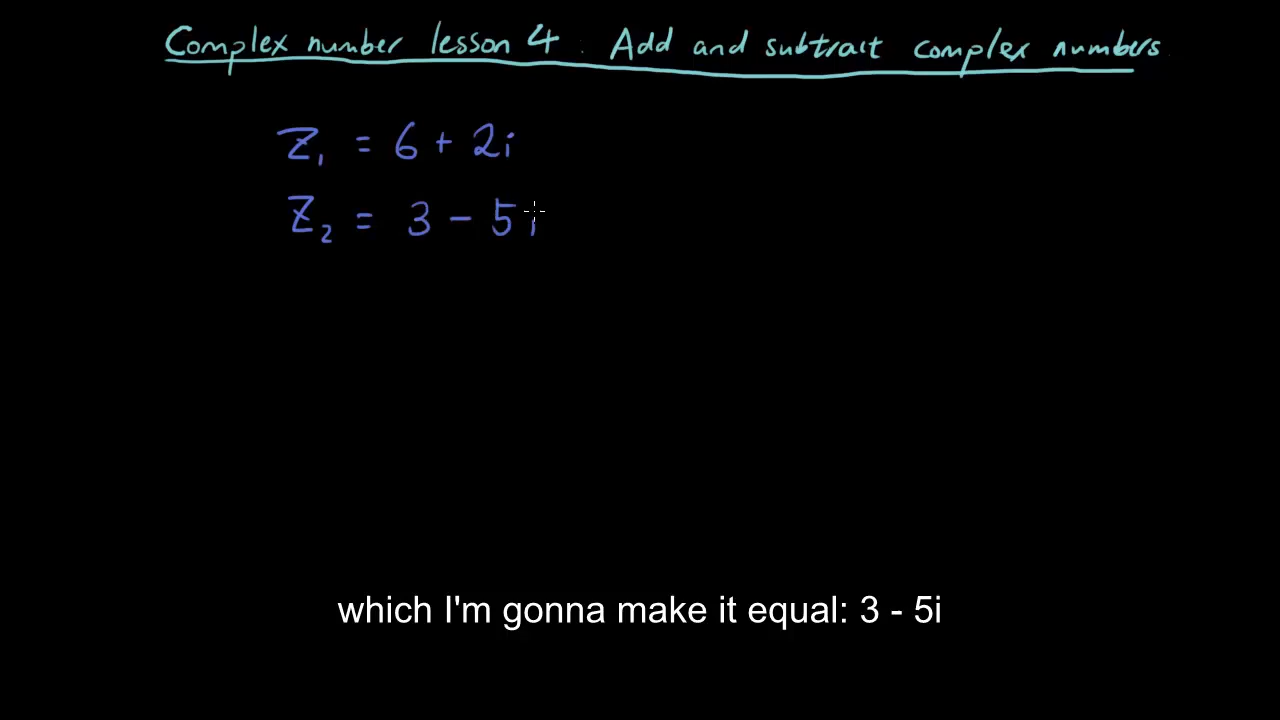 Complex number lesson 4 : Add and subtract complex numbers
Z₁ = 6 + 2i
Z₂ = 3 - 5i
which I'm gonna make it equal: 3 - 5i